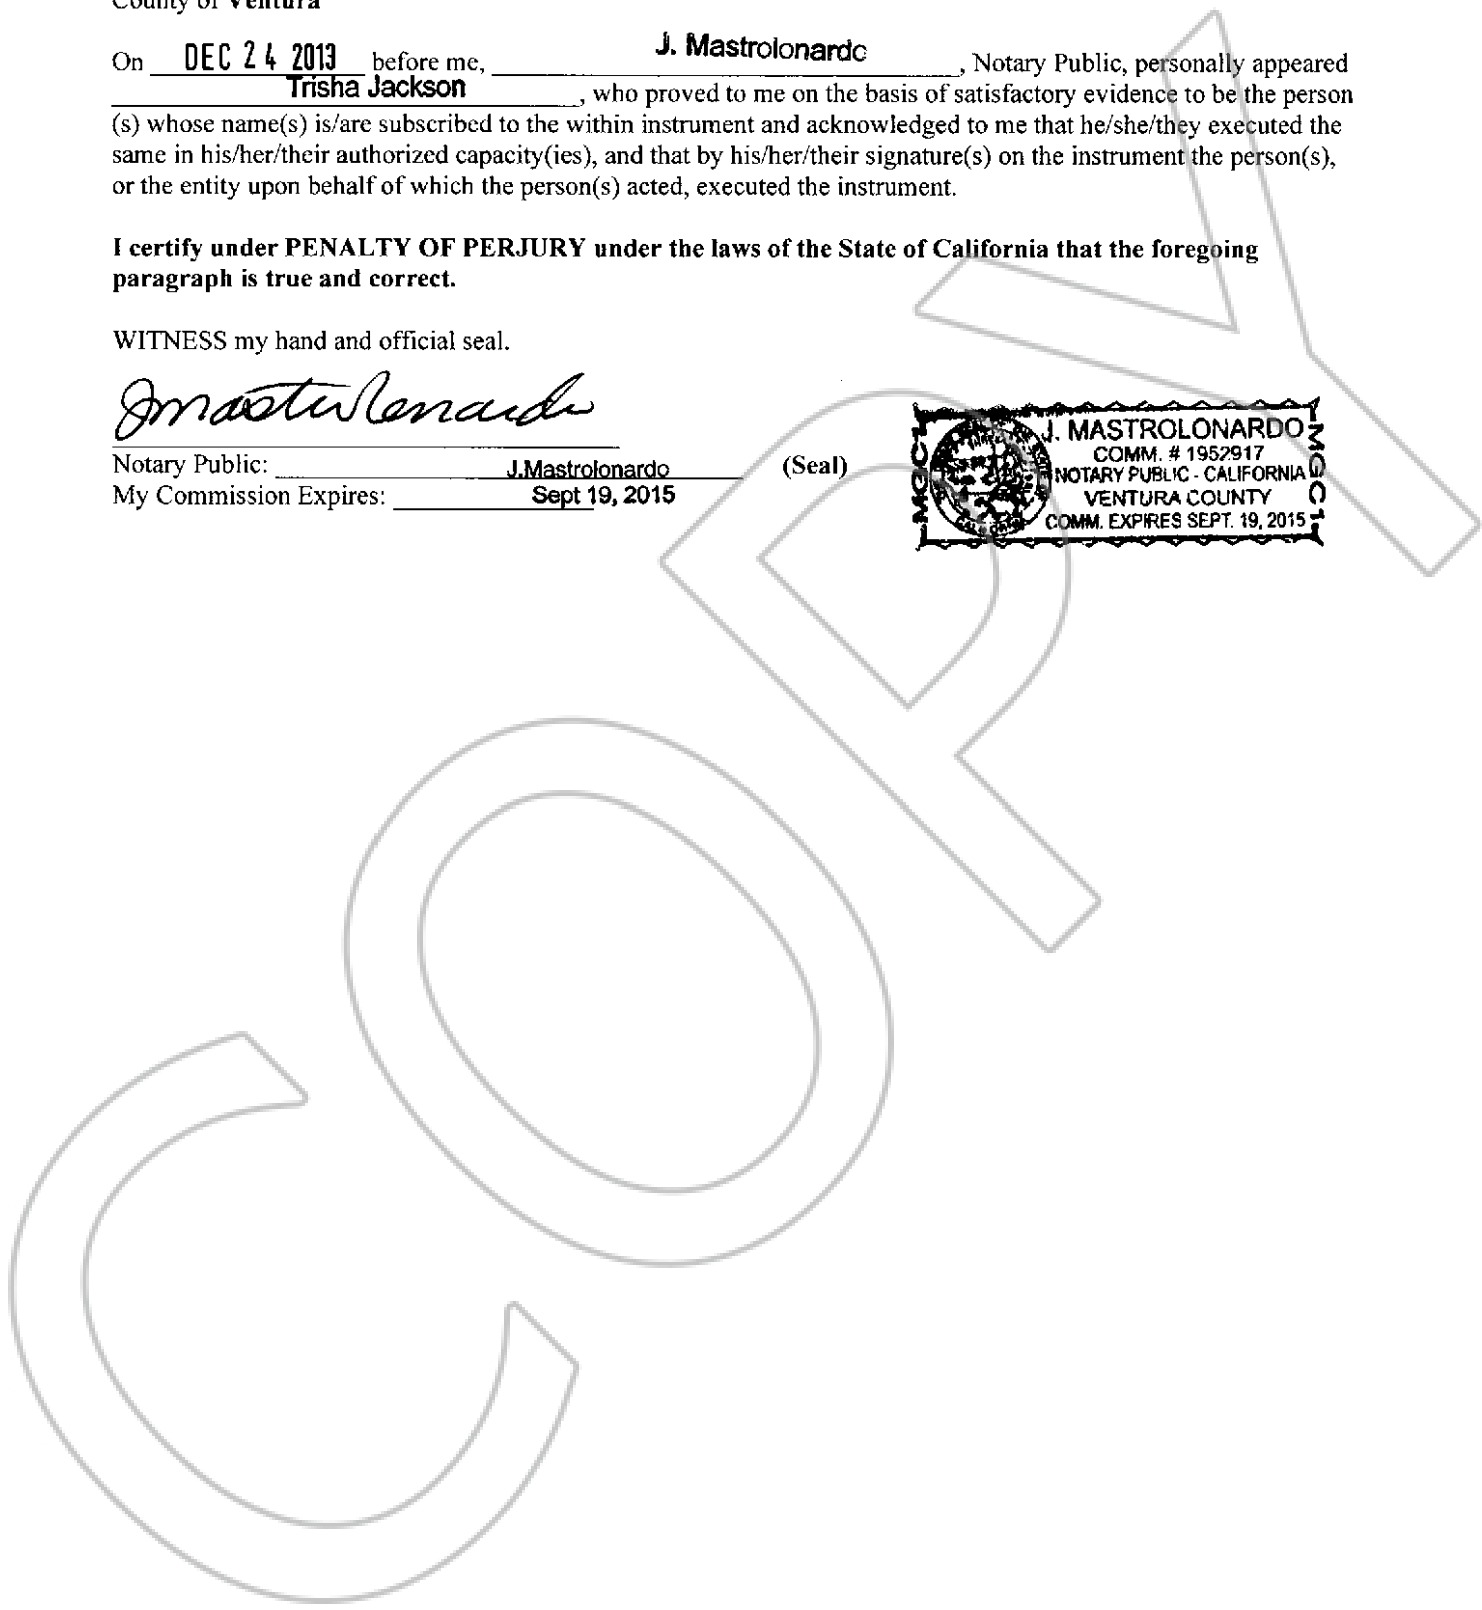 County of Ventura
On DEC 24 2013 before me, J. Mastrolonardo, Notary Public, personally appeared
Trisha Jackson, who proved to me on the basis of satisfactory evidence to be the person
(s) whose name(s) is/are subscribed to the within instrument and acknowledged to me that he/she/they executed the
same in his/her/their authorized capacity(ies), and that by his/her/their signature(s) on the instrument the person(s),
or the entity upon behalf of which the person(s) acted, executed the instrument.
I certify under PENALTY OF PERJURY under the laws of the State of California that the foregoing
paragraph is true and correct.
WITNESS my hand and official seal.
JMastrolonardo
Notary Public: J.Mastrolonardo (Seal)
My Commission Expires: Sept 19, 2015
MGC1
J. MASTROLONARDO
COMM. # 1952917
NOTARY PUBLIC - CALIFORNIA
VENTURA COUNTY
COMM. EXPIRES SEPT. 19, 2015
MGC1
COPY